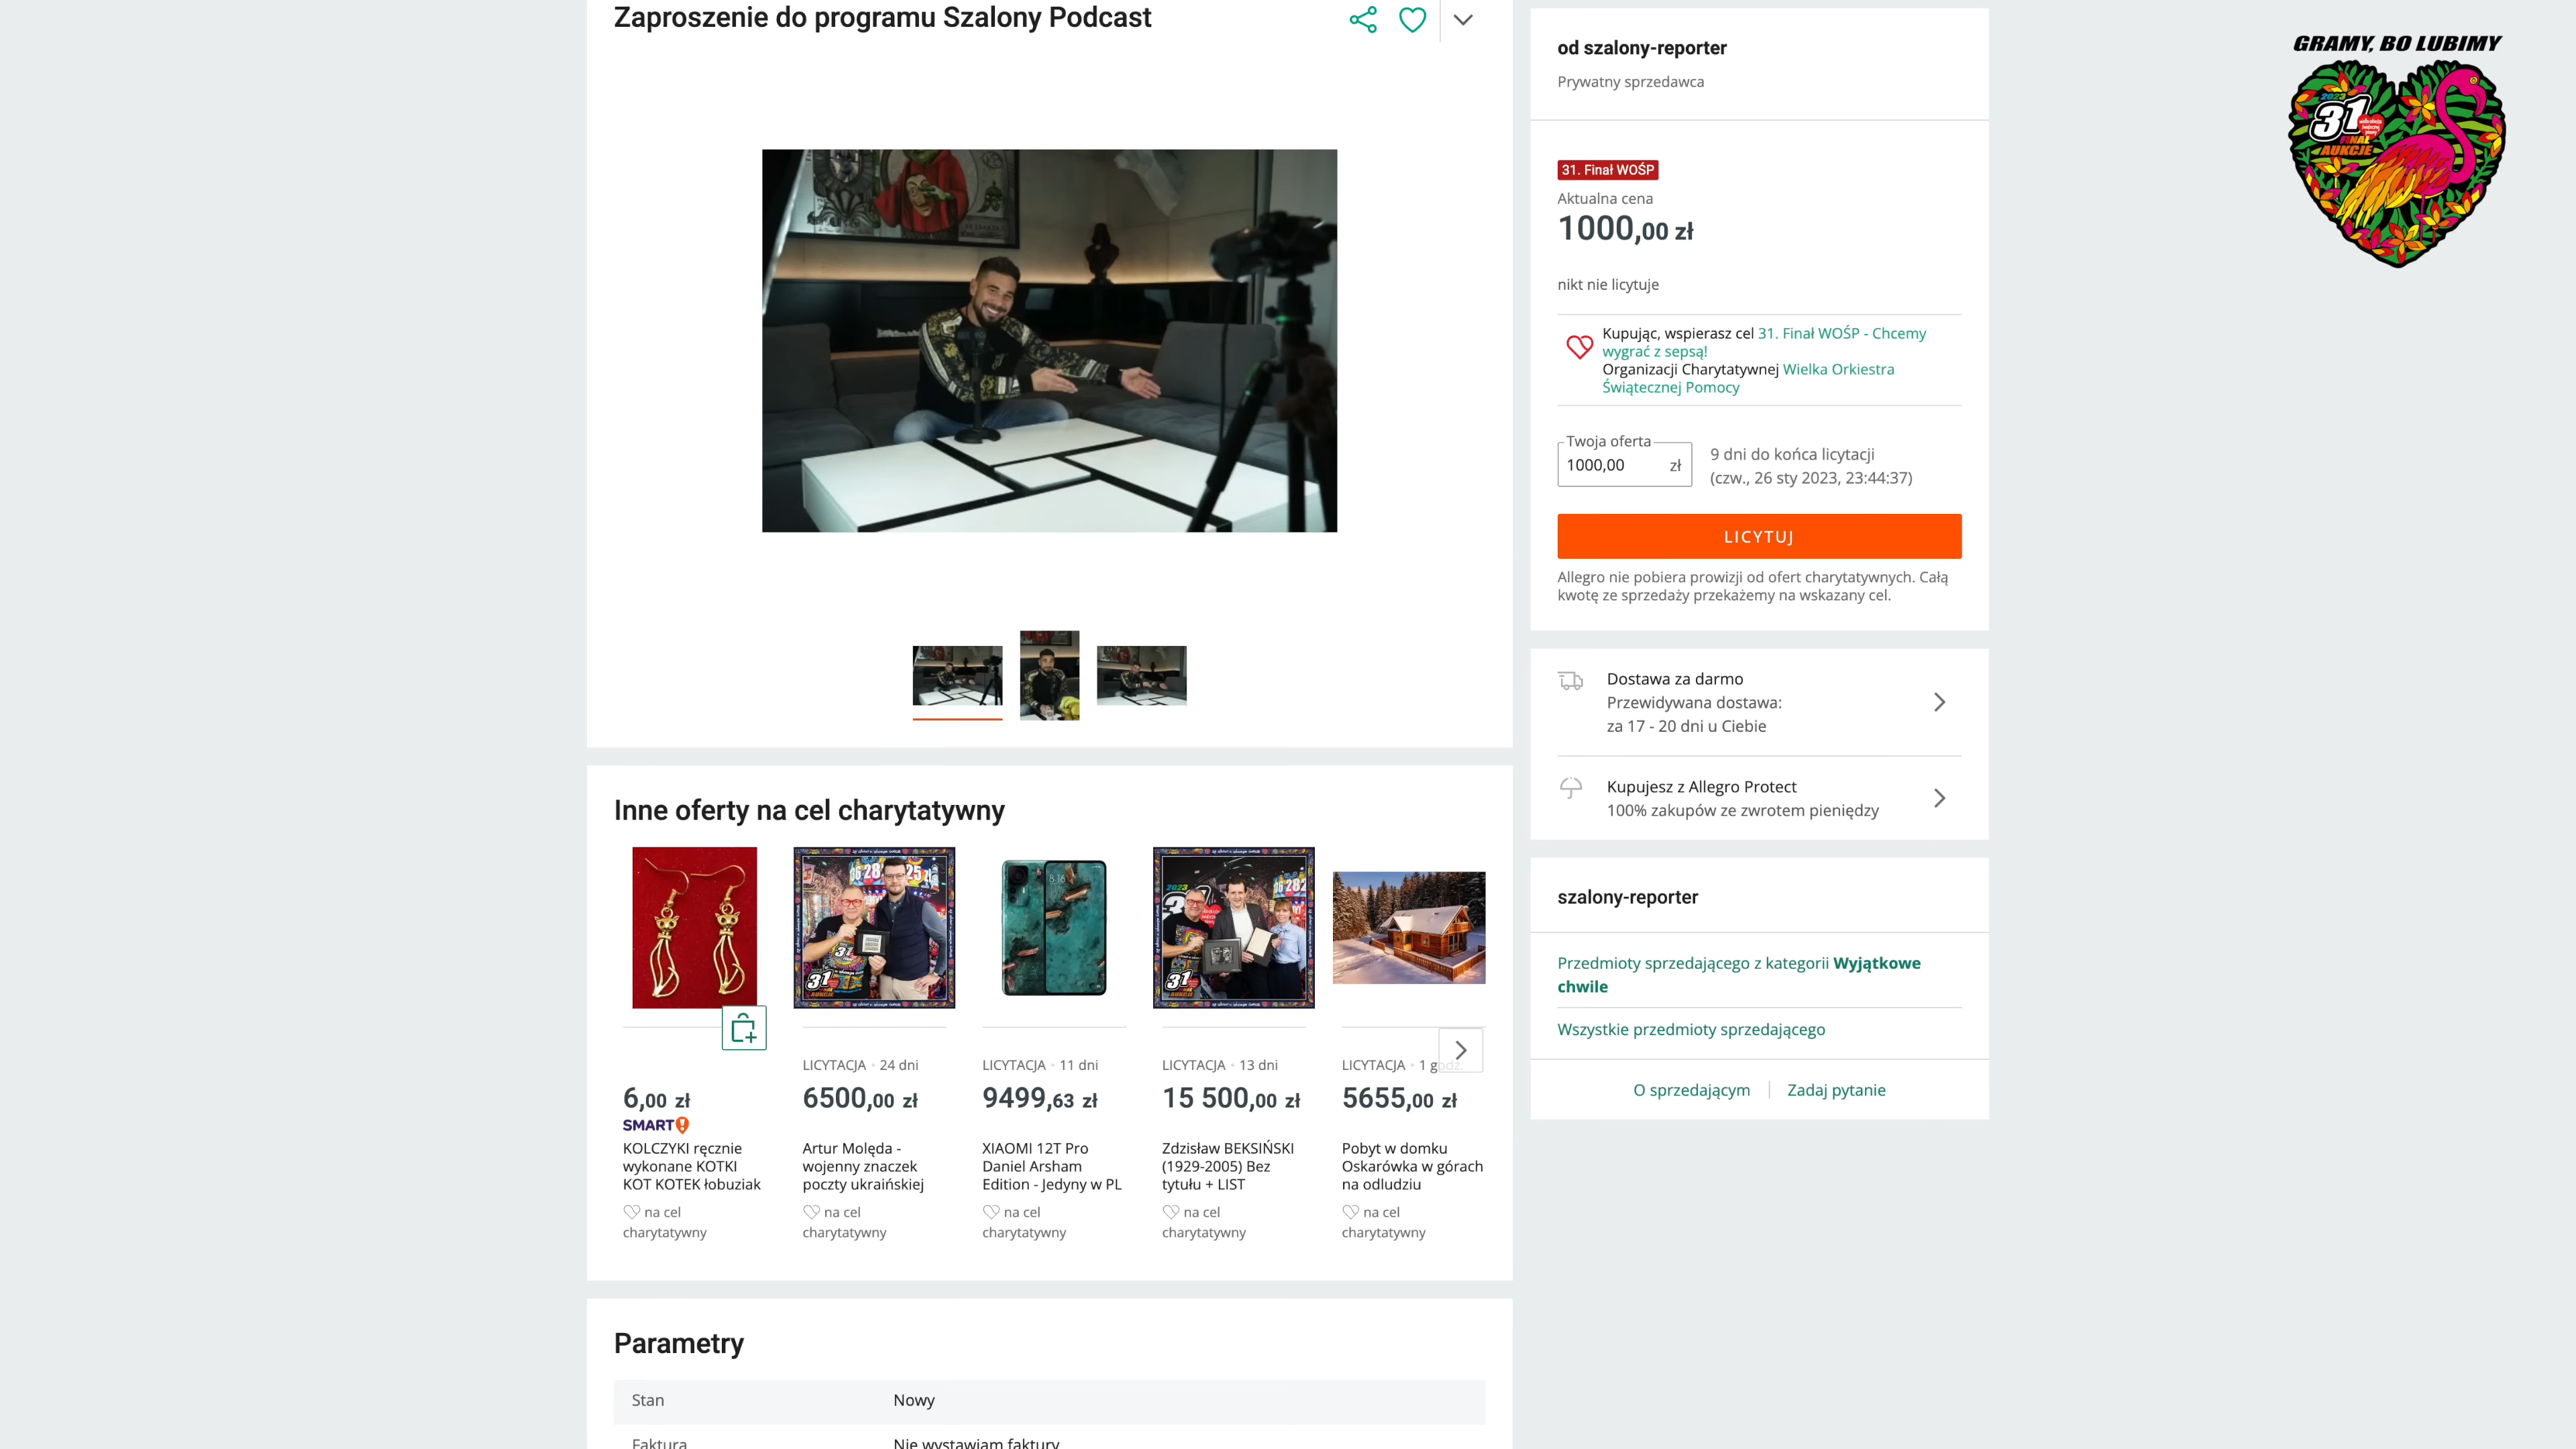 Zaproszenie do programu Szalony Podcast
od szalony-reporter
Prywatny sprzedawca
31. Finał WOŚP
Aktualna cena
1000,00 zł
nikt nie licytuje
Kupując, wspierasz cel 31. Finał WOŚP - Chcemy
wygrać z sepsą!
Organizacji Charytatywnej Wielka Orkiestra
Świątecznej Pomocy
Twoja oferta
1000,00 zł
9 dni do końca licytacji
(czw., 26 sty 2023, 23:44:37)
LICYTUJ
Allegro nie pobiera prowizji od ofert charytatywnych. Całą
kwotę ze sprzedaży przekażemy na wskazany cel.
Dostawa za darmo
Przewidywana dostawa:
za 17 - 20 dni u Ciebie
Kupujesz z Allegro Protect
100% zakupów ze zwrotem pieniędzy
szalony-reporter
Przedmioty sprzedającego z kategorii Wyjątkowe
chwile
Wszystkie przedmioty sprzedającego
O sprzedającym
Zadaj pytanie
GRAMY, BO LUBIMY
2023
31
FINAŁ
AUKCJE
Inne oferty na cel charytatywny
6,00 zł
SMART!
KOLCZYKI ręcznie
wykonane KOTKI
KOT KOTEK łobuziak
na cel
charytatywny
LICYTACJA • 24 dni
6500,00 zł
Artur Molęda -
wojenny znaczek
poczty ukraińskiej
na cel
charytatywny
8:16
LICYTACJA • 11 dni
9499,63 zł
XIAOMI 12T Pro
Daniel Arsham
Edition - Jedyny w PL
na cel
charytatywny
LICYTACJA • 13 dni
15 500,00 zł
Zdzisław BEKSIŃSKI
(1929-2005) Bez
tytułu + LIST
na cel
charytatywny
LICYTACJA • 1 godz.
5655,00 zł
Pobyt w domku
Oskarówka w górach
na odludziu
na cel
charytatywny
Parametry
Stan
Nowy
Faktura
Nie wystawiam faktury